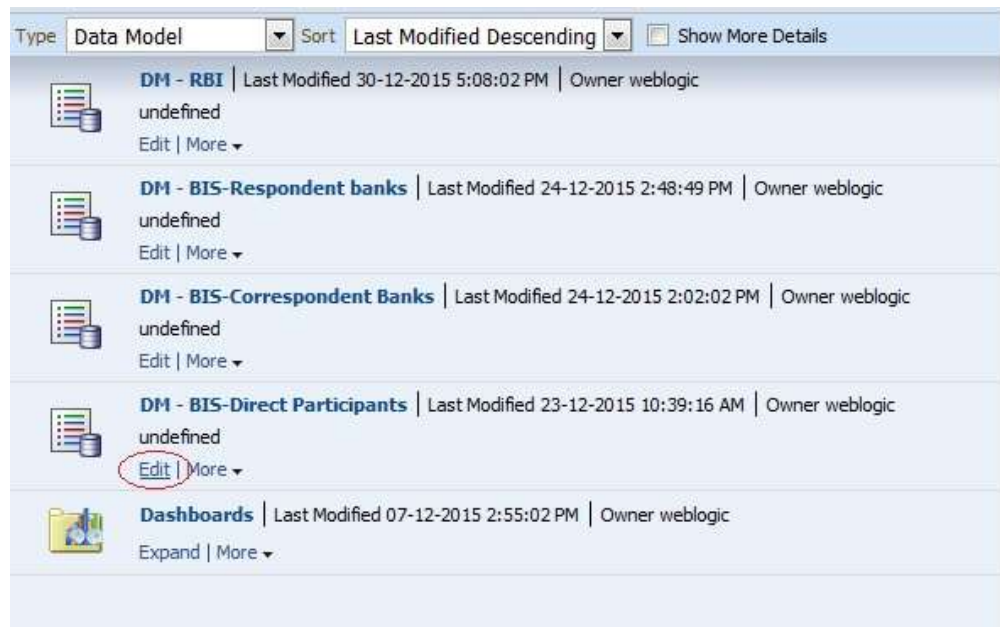 Type Data Model Sort Last Modified Descending Show More Details
DM - RBI | Last Modified 30-12-2015 5:08:02 PM | Owner weblogic
undefined
Edit | More
DM - BIS-Respondent banks | Last Modified 24-12-2015 2:48:49 PM | Owner weblogic
undefined
Edit | More
DM - BIS-Correspondent Banks | Last Modified 24-12-2015 2:02:02 PM | Owner weblogic
undefined
Edit | More
DM - BIS-Direct Participants | Last Modified 23-12-2015 10:39:16 AM | Owner weblogic
undefined
Edit | More
Dashboards | Last Modified 07-12-2015 2:55:02 PM | Owner weblogic
Expand | More